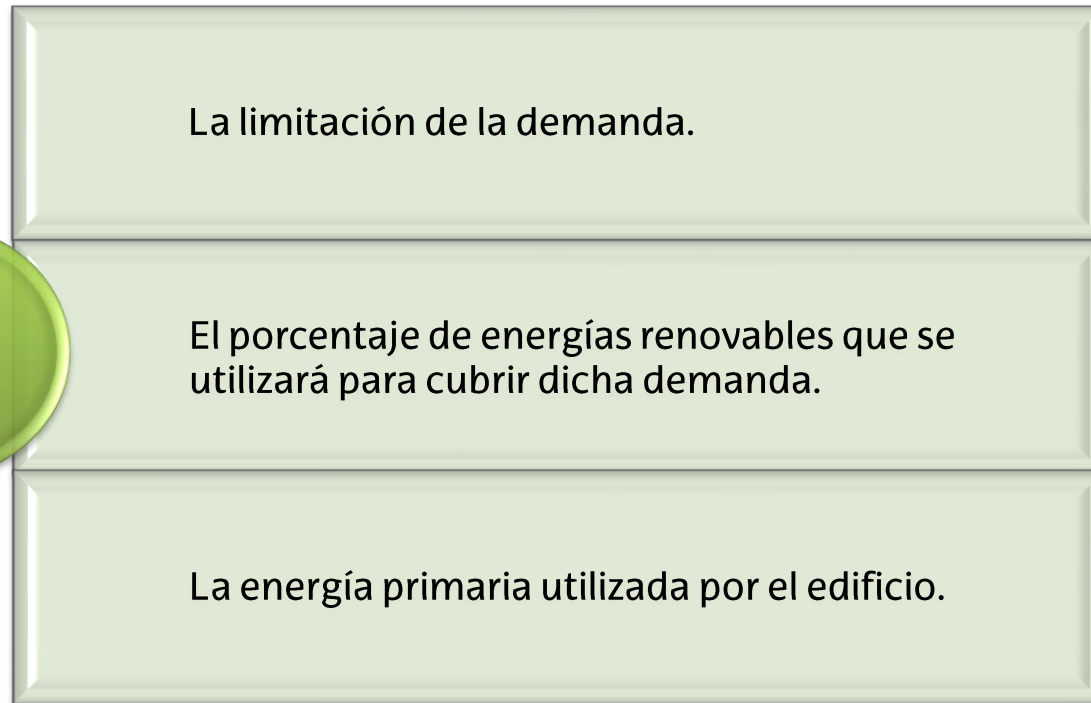 La limitación de la demanda.
El porcentaje de energías renovables que se
utilizará para cubrir dicha demanda.
La energía primaria utilizada por el edificio.